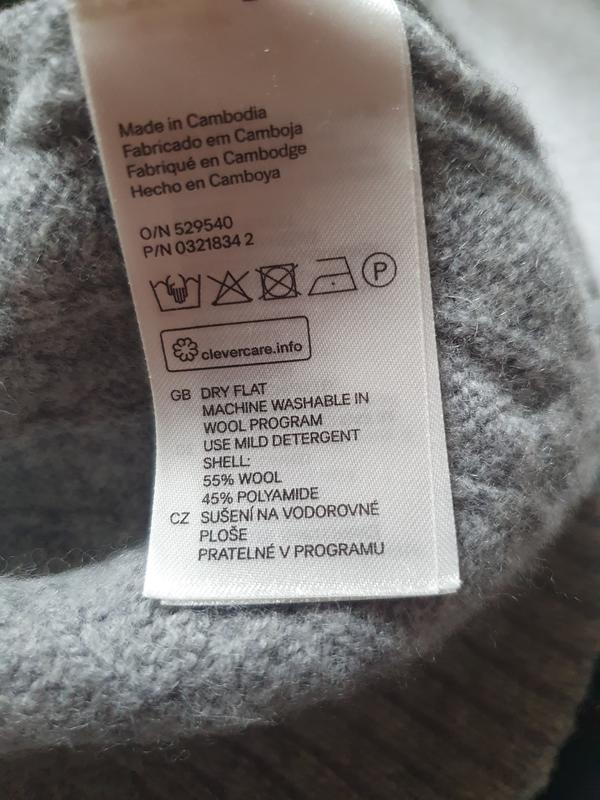 Made in Cambodia
Fabricado em Camboja
Fabriqué en Cambodge
Hecho en Camboya
O/N 529540
P/N 0321834 2
P
clevercare.info
GB DRY FLAT
MACHINE WASHABLE IN
WOOL PROGRAM
USE MILD DETERGENT
SHELL:
55% WOOL
45% POLYAMIDE
CZ SUŠENÍ NA VODOROVNÉ
PLOŠE
PRATELNÉ V PROGRAMU